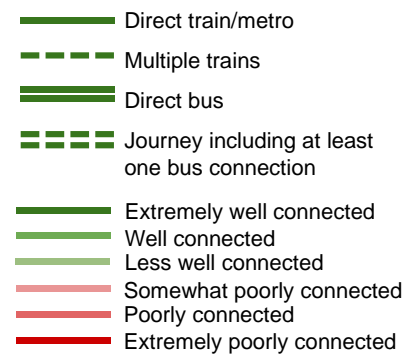 Direct train/metro
Multiple trains
Direct bus
Journey including at least
one bus connection
Extremely well connected
Well connected
Less well connected
Somewhat poorly connected
Poorly connected
Extremely poorly connected